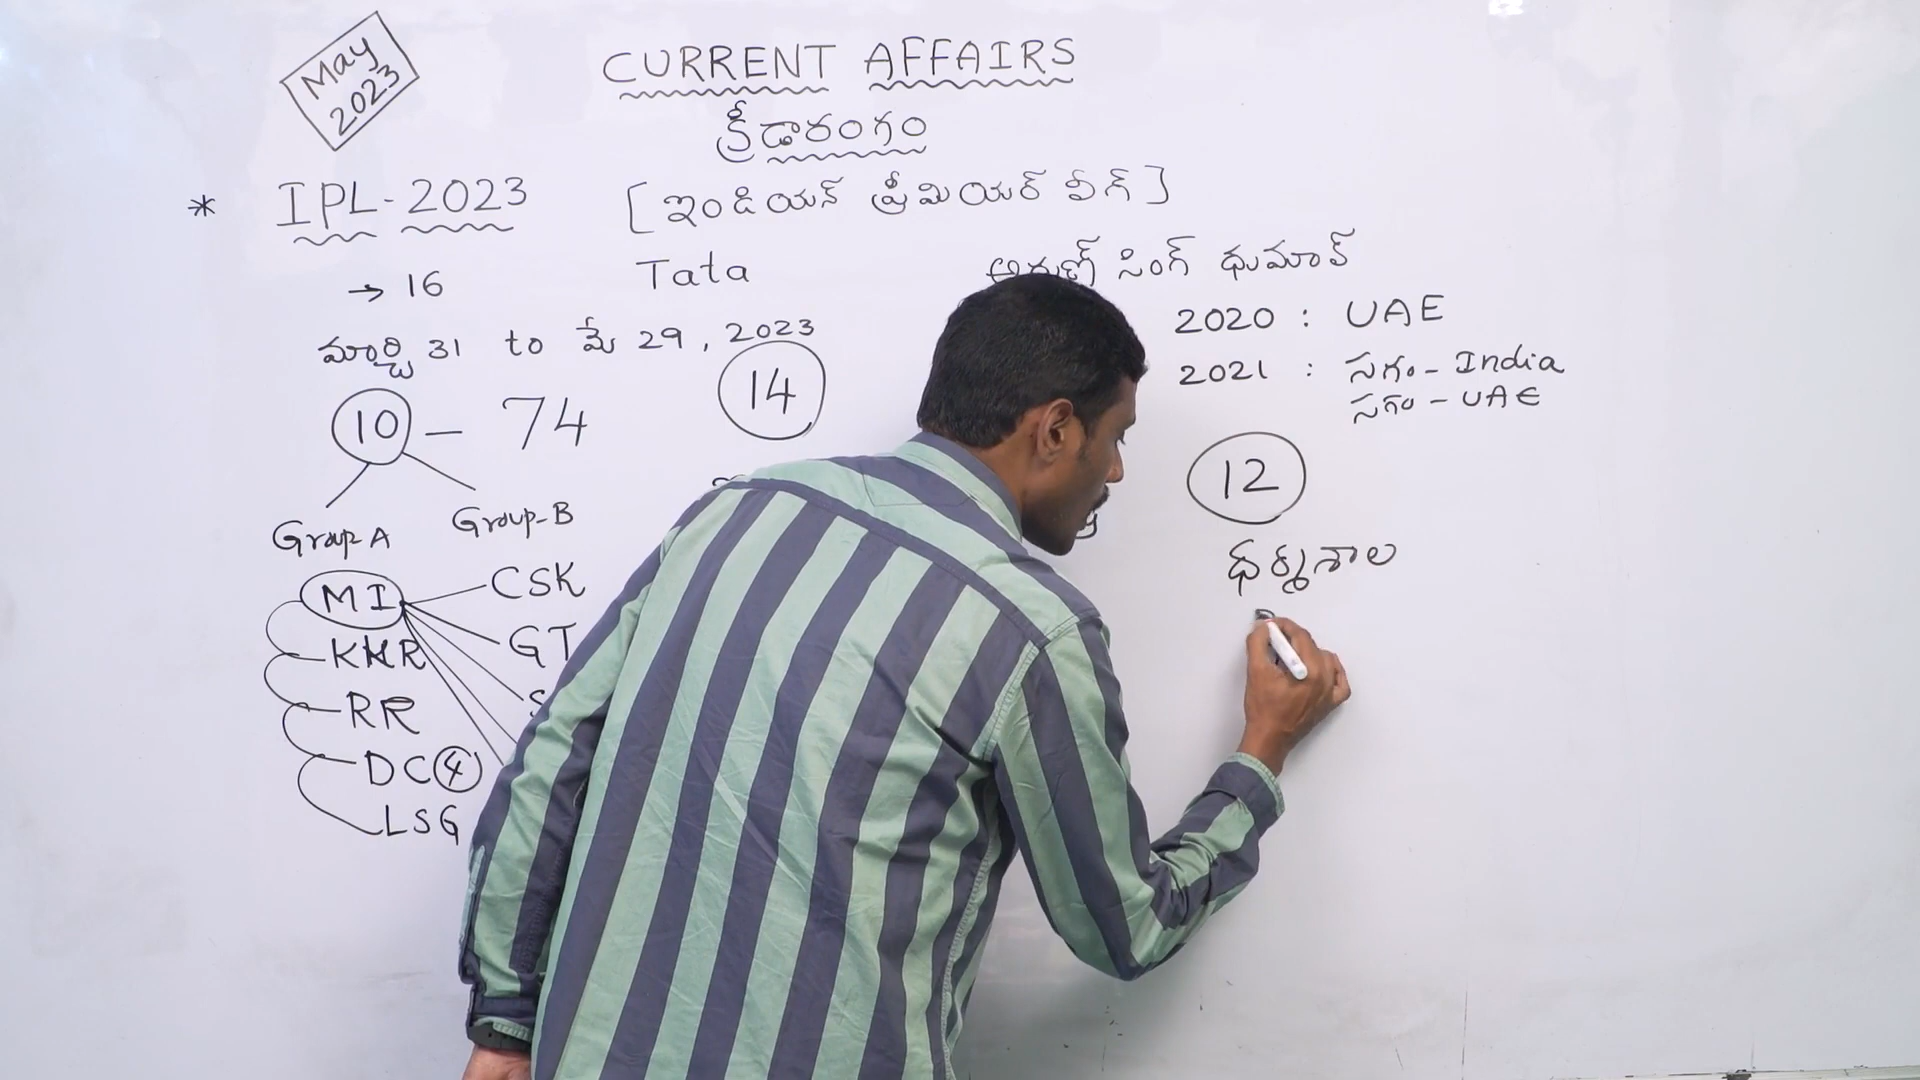 May
2023
CURRENT AFFAIRS
క్రీడారంగం
* IPL-2023 [ఇండియన్ ప్రీమియర్ లీగ్]
→ 16 Tata అరుణ్ సింగ్ ధుమాల్
మార్చి 31 to మే 29, 2023
2020 : UAE
2021 : సగం - India
సగం - UAE
10 - 74
14
12
Group-A Group-B
ధర్మశాల
MI CSK
KKR GT
RR
DC 4
LSG